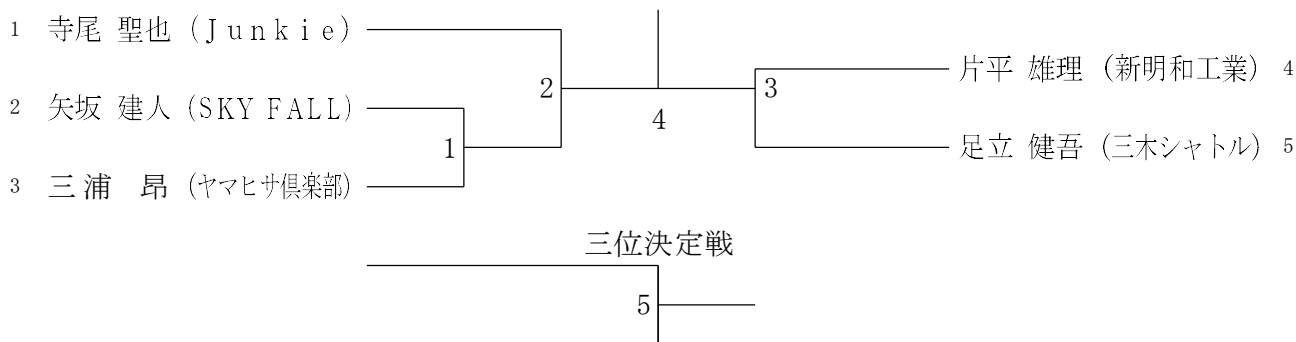 1 寺尾 聖也 (Junkie)
2 矢坂 建人 (SKY FALL)
3 三浦 昂 (ヤマヒサ倶楽部)
2
1
4
3
片平 雄理 (新明和工業) 4
足立 健吾 (三木シャトル) 5
三位決定戦
5